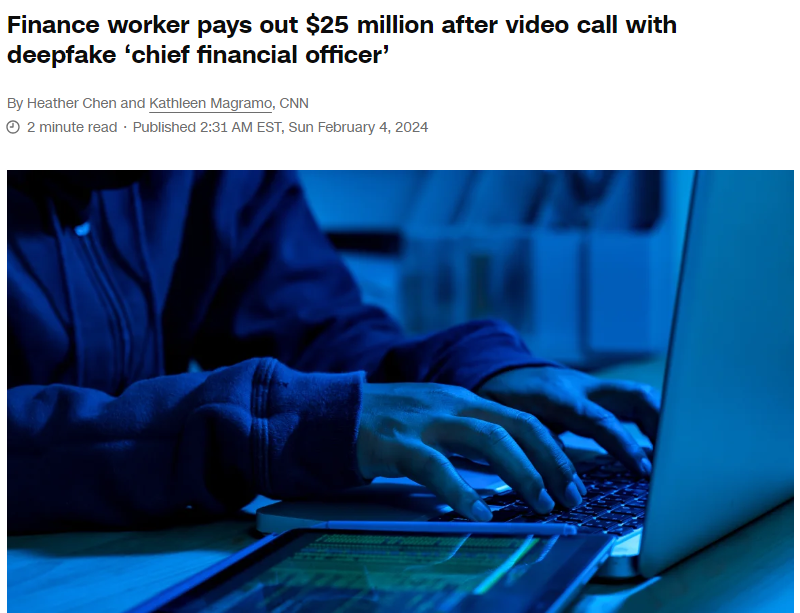 Finance worker pays out $25 million after video call with
deepfake ‘chief financial officer’
By Heather Chen and Kathleen Magramo, CNN
2 minute read · Published 2:31 AM EST, Sun February 4, 2024